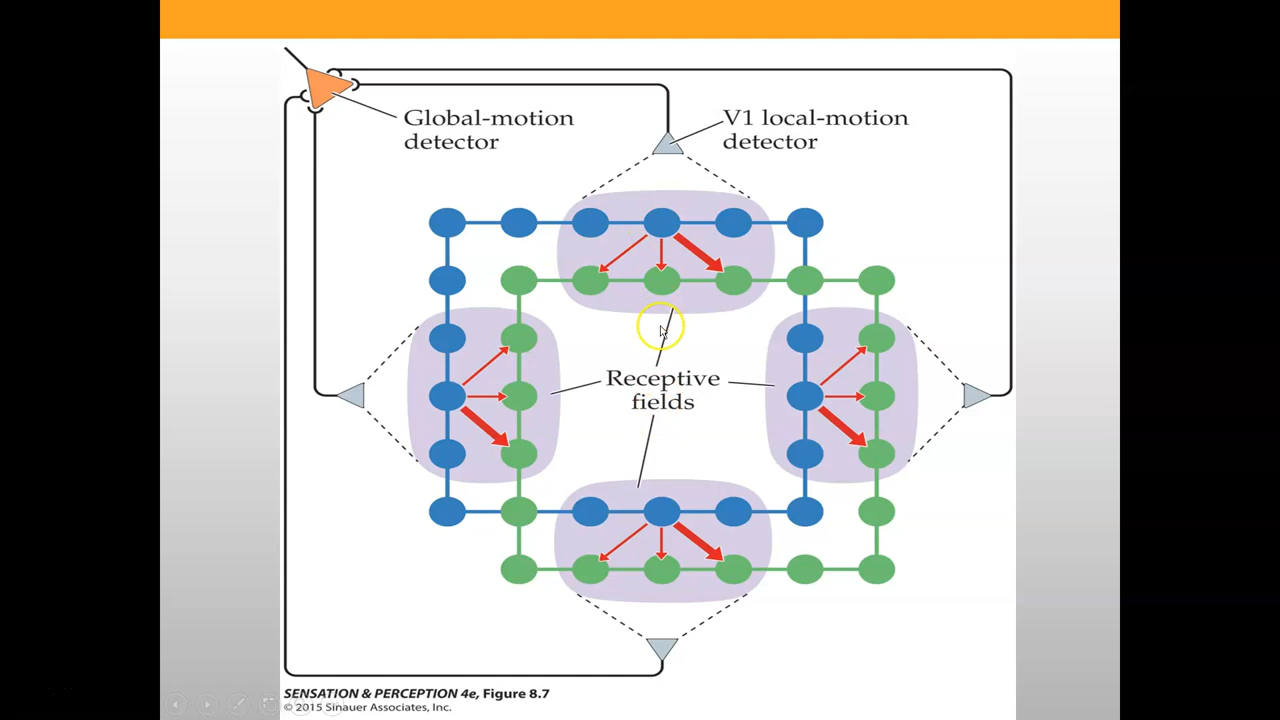 Global-motion
detector
V1 local-motion
detector
Receptive
fields
SENSATION & PERCEPTION 4e, Figure 8.7
© 2015 Sinauer Associates, Inc.